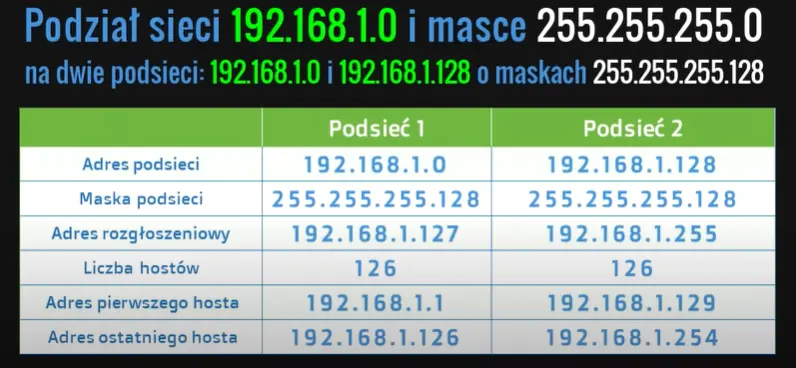 Podział sieci 192.168.1.0 i masce 255.255.255.0
na dwie podsieci: 192.168.1.0 i 192.168.1.128 o maskach 255.255.255.128
Podsieć 1 Podsieć 2
Adres podsieci 192.168.1.0 192.168.1.128
Maska podsieci 255.255.255.128 255.255.255.128
Adres rozgłoszeniowy 192.168.1.127 192.168.1.255
Liczba hostów 126 126
Adres pierwszego hosta 192.168.1.1 192.168.1.129
Adres ostatniego hosta 192.168.1.126 192.168.1.254